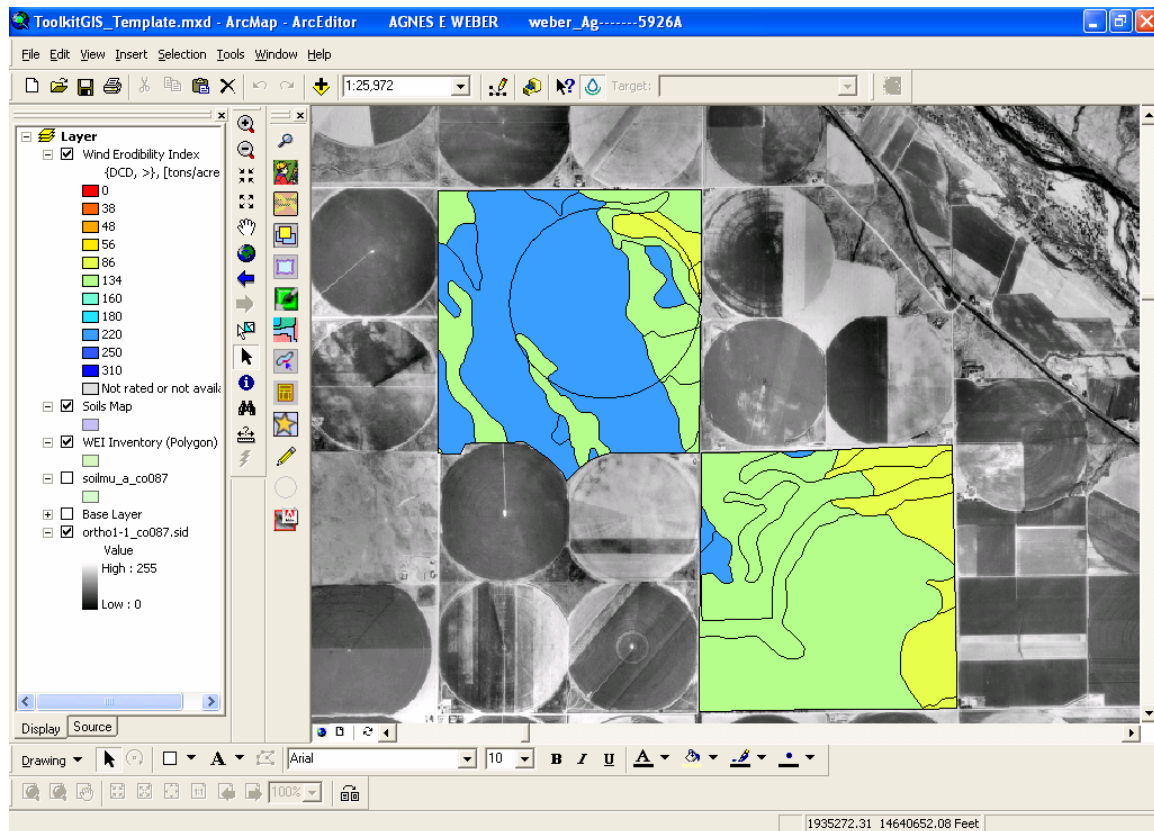 ToolkitGIS_Template.mxd - ArcMap - ArcEditor AGNES E WEBER weber_Ag-------5926A
File Edit View Insert Selection Tools Window Help
1:25,972 Target:
Layer
Wind Erodibility Index
{DCD, >}, [tons/acre
0
38
48
56
86
134
160
180
220
250
310
Not rated or not availa
Soils Map
WEI Inventory (Polygon)
soilmu_a_co087
Base Layer
ortho1-1_co087.sid
Value
High : 255
Low : 0
Display Source
Drawing A Arial 10 B I U A
1:1 100%
1935272.31 14640652.08 Feet